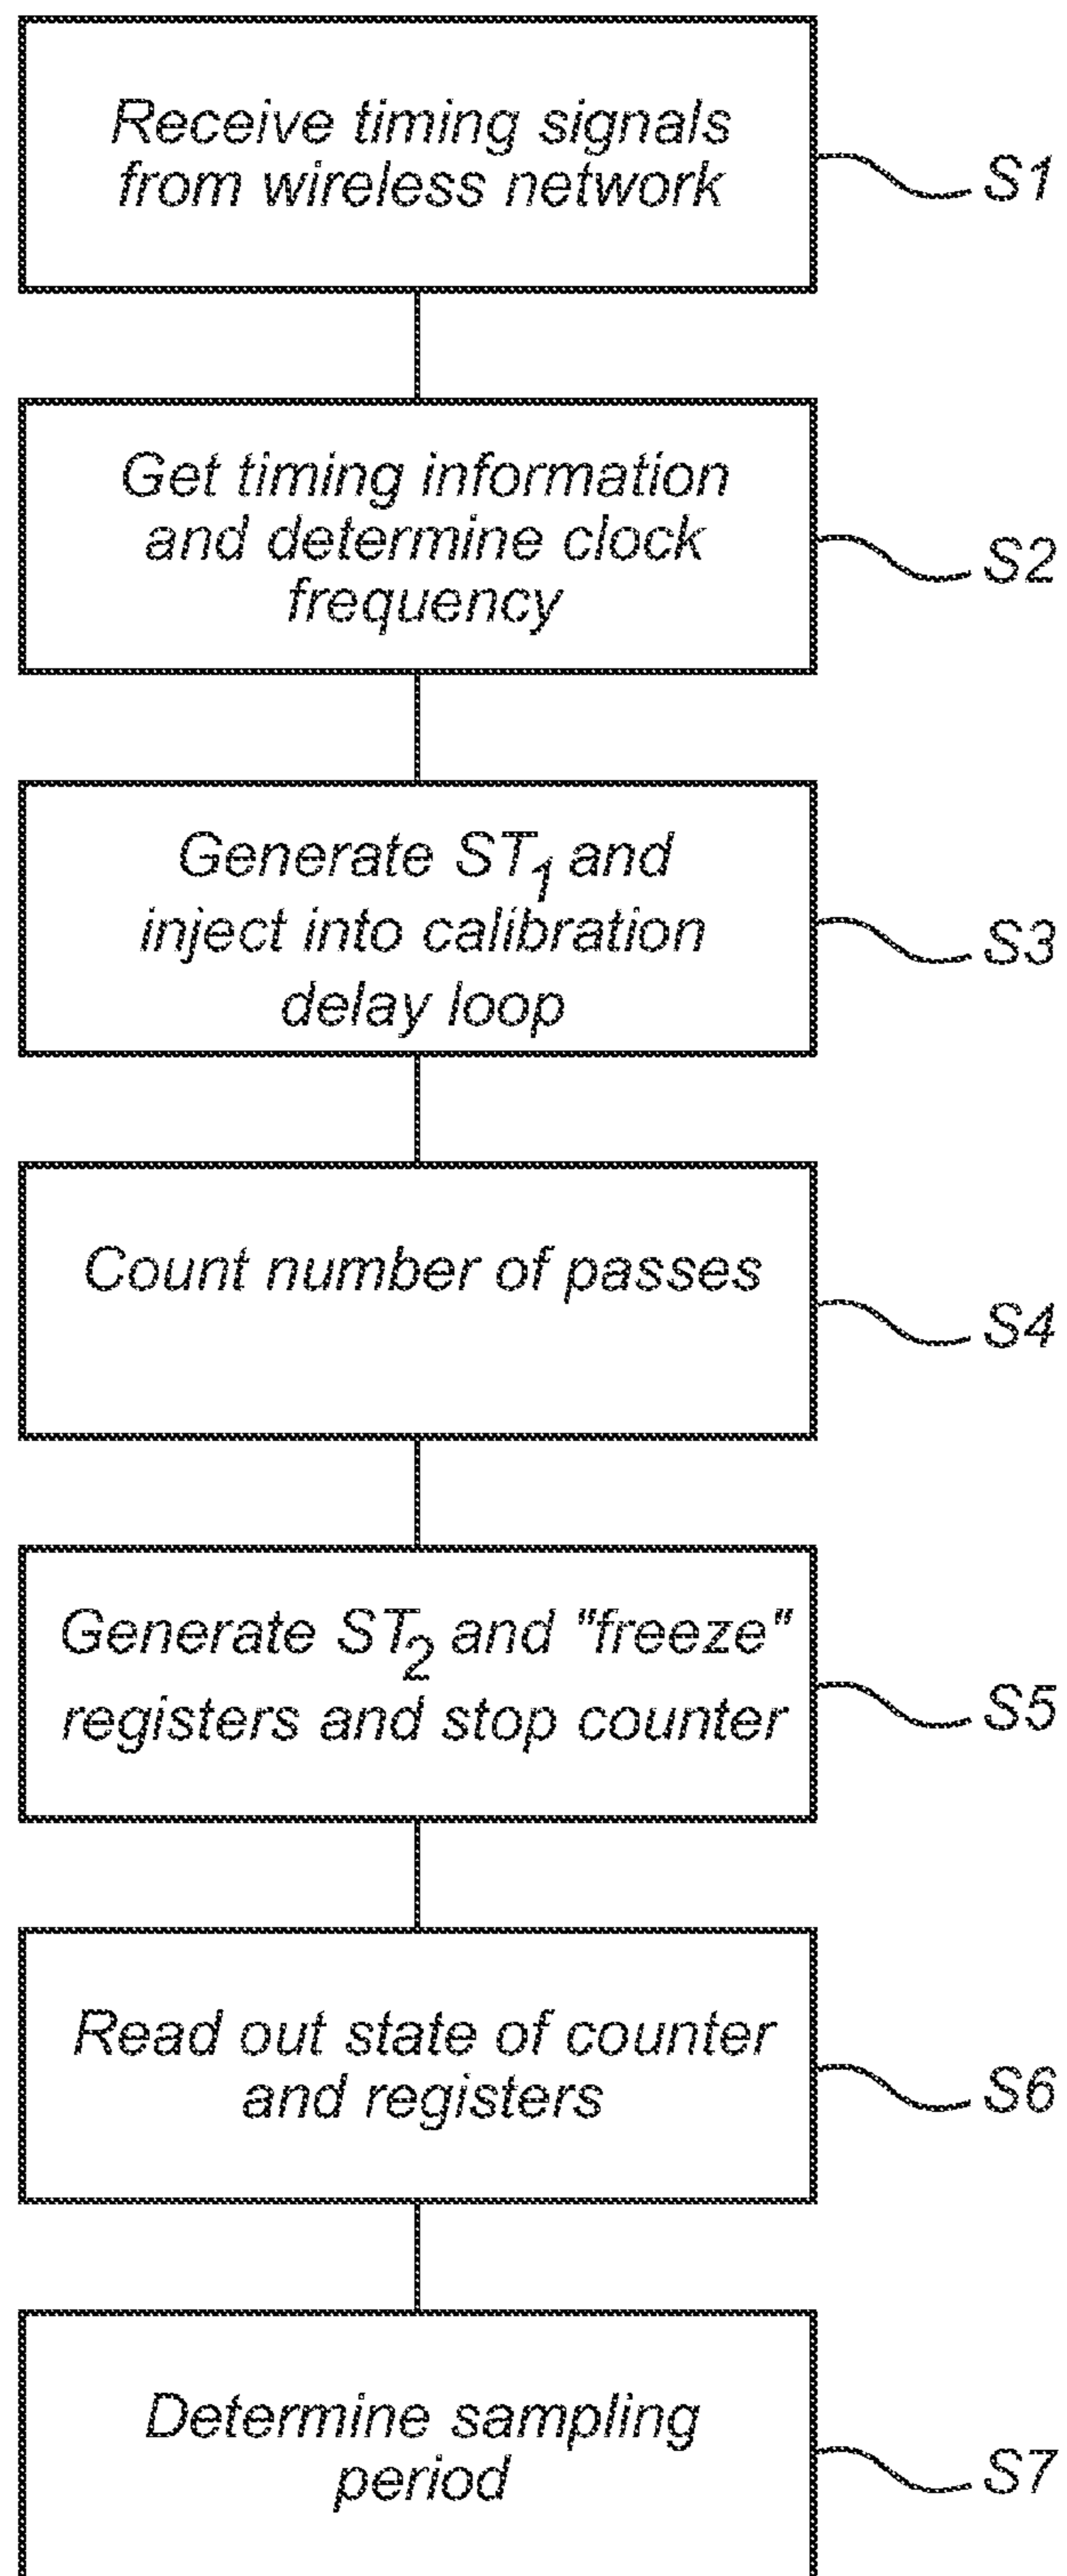 Receive timing signals
from wireless network
S1
Get timing information
and determine clock
frequency
S2
Generate ST1 and
inject into calibration
delay loop
S3
Count number of passes
S4
Generate ST2 and "freeze"
registers and stop counter
S5
Read out state of counter
and registers
S6
Determine sampling
period
S7